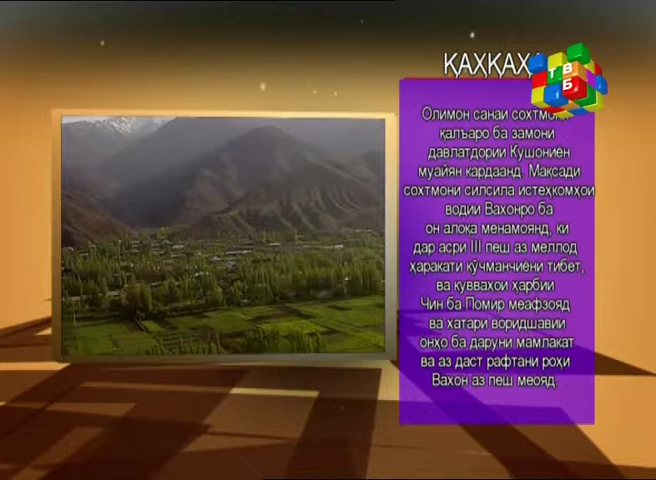 ҚАҲҚАҲА
Олимон санаи сохтмони
қалъаро ба замони
давлатдории Кушониён
муайян кардаанд. Мақсади
сохтмони силсила истеҳкомҳои
водии Вахонро ба
он алоқа менамоянд, ки
дар асри III пеш аз меллод
ҳаракати кӯчманчиёни тибет,
ва кувваҳои ҳарбии
Чин ба Помир меафзояд
ва хатари воридшавии
онҳо ба даруни мамлакат
ва аз даст рафтани роҳи
Вахон аз пеш меояд.
Т В
Б